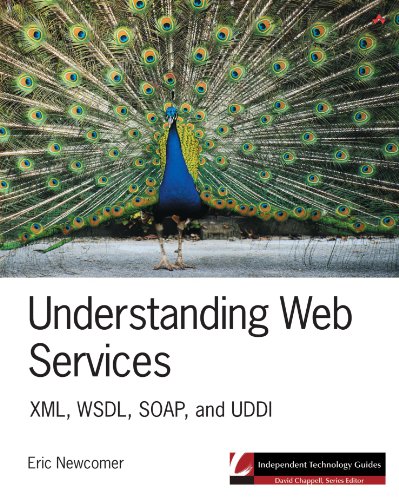 Understanding Web
Services
XML, WSDL, SOAP, and UDDI
Eric Newcomer
Independent Technology Guides
David Chappell, Series Editor